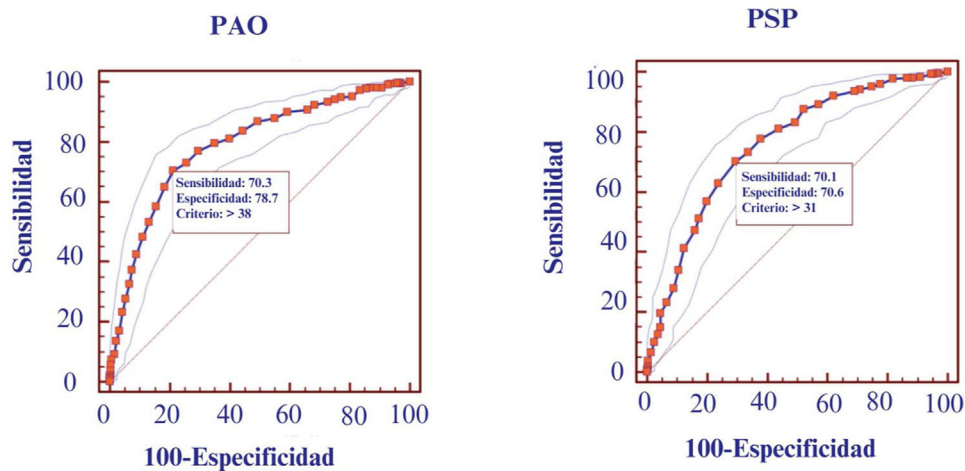 PAO
Sensibilidad
100
80
60
40
20
0
Sensibilidad: 70.3
Especificidad: 78.7
Criterio: > 38
0 20 40 60 80 100
100-Especificidad
PSP
Sensibilidad
100
80
60
40
20
0
Sensibilidad: 70.1
Especificidad: 70.6
Criterio: > 31
0 20 40 60 80 100
100-Especificidad